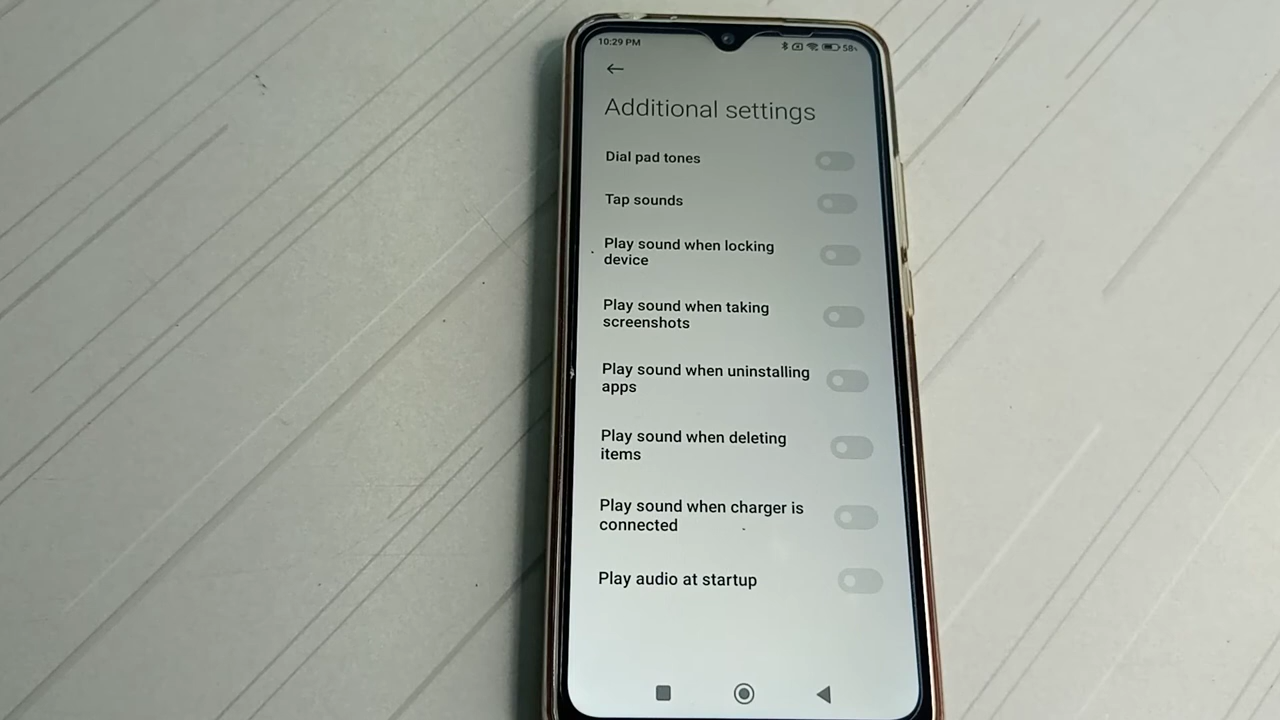 10:29 PM
58%
Additional settings
Dial pad tones
Tap sounds
Play sound when locking
device
Play sound when taking
screenshots
Play sound when uninstalling
apps
Play sound when deleting
items
Play sound when charger is
connected
Play audio at startup